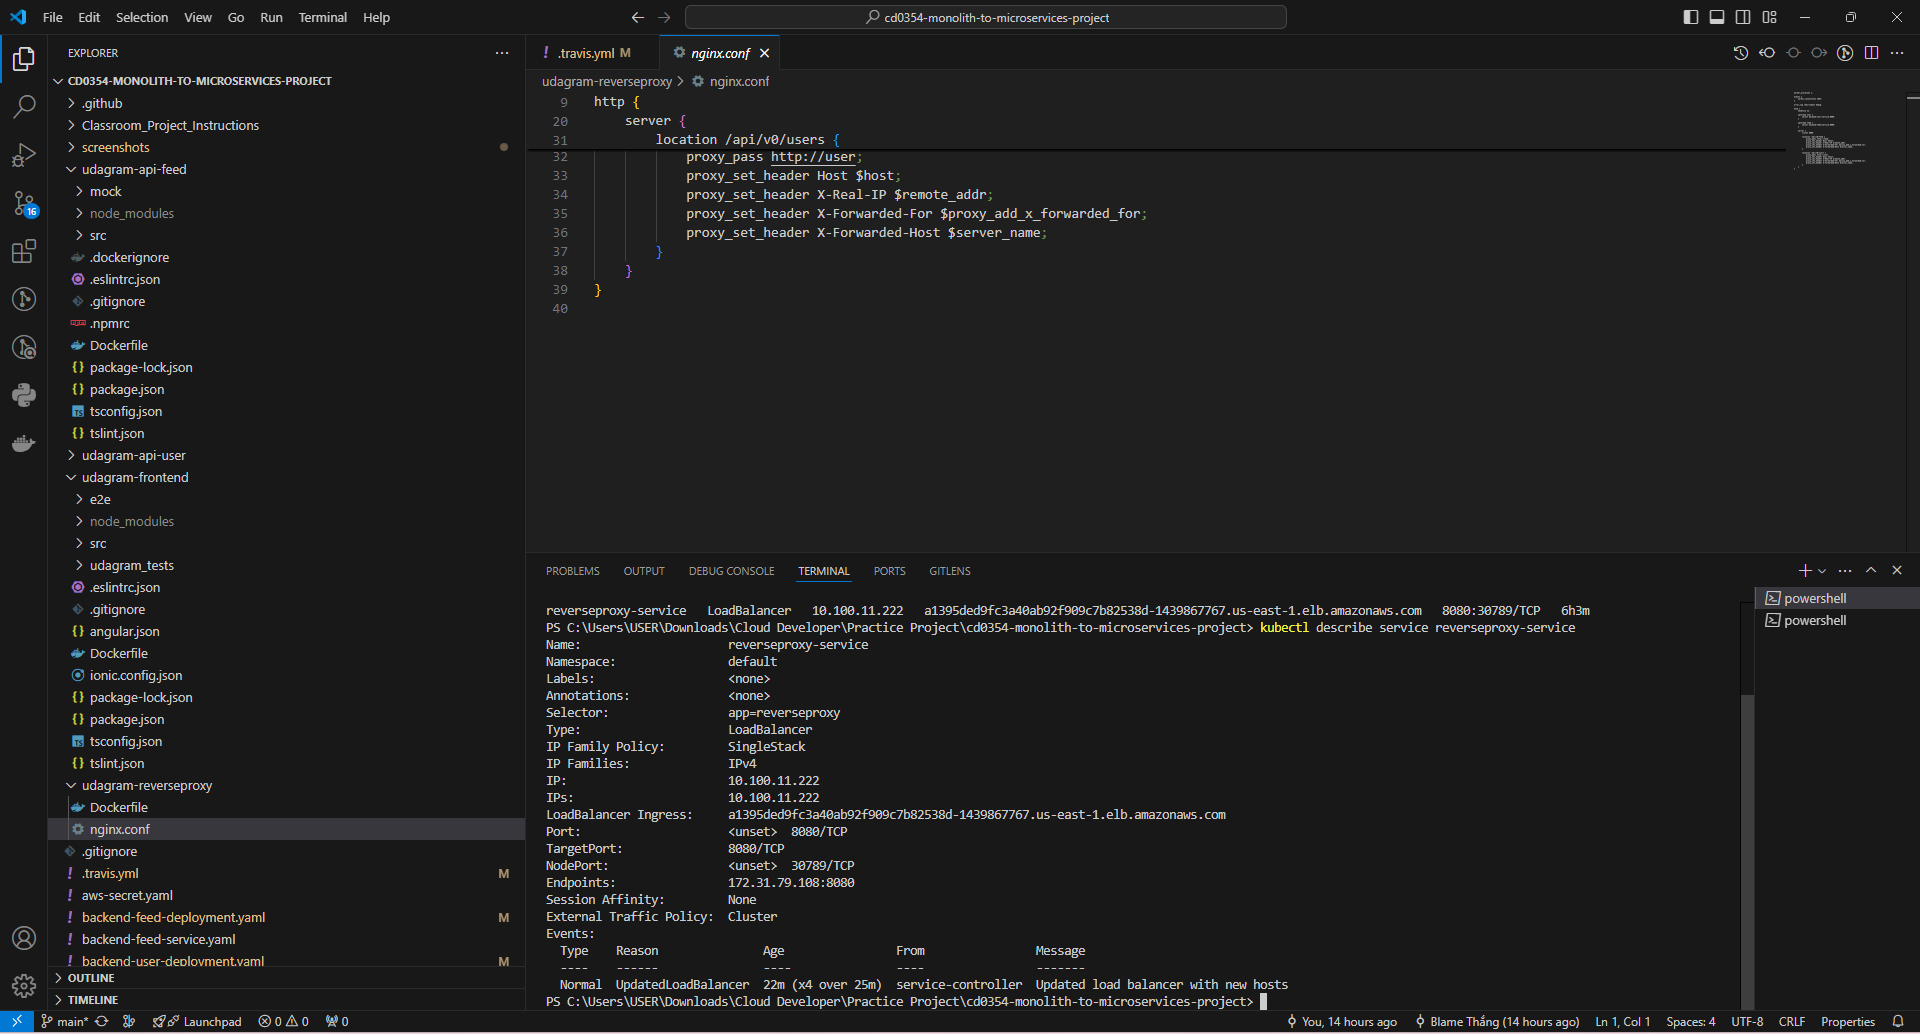 File Edit Selection View Go Run Terminal Help
cd0354-monolith-to-microservices-project
EXPLORER
CD0354-MONOLITH-TO-MICROSERVICES-PROJECT
.github
Classroom_Project_Instructions
screenshots
udagram-api-feed
mock
node_modules
src
.dockerignore
.eslintrc.json
.gitignore
.npmrc
Dockerfile
package-lock.json
package.json
tsconfig.json
tslint.json
udagram-api-user
udagram-frontend
e2e
node_modules
src
udagram_tests
.eslintrc.json
.gitignore
angular.json
Dockerfile
ionic.config.json
package-lock.json
package.json
tsconfig.json
tslint.json
udagram-reverseproxy
Dockerfile
nginx.conf
.gitignore
.travis.yml M
aws-secret.yaml
backend-feed-deployment.yaml M
backend-feed-service.yaml
backend-user-deployment.yaml M
OUTLINE
TIMELINE
16
.travis.yml M
nginx.conf
udagram-reverseproxy > nginx.conf
9 http {
20 server {
31 location /api/v0/users {
32 proxy_pass http://user;
33 proxy_set_header Host $host;
34 proxy_set_header X-Real-IP $remote_addr;
35 proxy_set_header X-Forwarded-For $proxy_add_x_forwarded_for;
36 proxy_set_header X-Forwarded-Host $server_name;
37 }
38 }
39 }
40
PROBLEMS OUTPUT DEBUG CONSOLE TERMINAL PORTS GITLENS
reverseproxy-service LoadBalancer 10.100.11.222 a1395ded9fc3a40ab92f909c7b82538d-1439867767.us-east-1.elb.amazonaws.com 8080:30789/TCP 6h3m
PS C:\Users\USER\Downloads\Cloud Developer\Practice Project\cd0354-monolith-to-microservices-project> kubectl describe service reverseproxy-service
Name: reverseproxy-service
Namespace: default
Labels: <none>
Annotations: <none>
Selector: app=reverseproxy
Type: LoadBalancer
IP Family Policy: SingleStack
IP Families: IPv4
IP: 10.100.11.222
IPs: 10.100.11.222
LoadBalancer Ingress: a1395ded9fc3a40ab92f909c7b82538d-1439867767.us-east-1.elb.amazonaws.com
Port: <unset> 8080/TCP
TargetPort: 8080/TCP
NodePort: <unset> 30789/TCP
Endpoints: 172.31.79.108:8080
Session Affinity: None
External Traffic Policy: Cluster
Events:
Type Reason Age From Message
---- ------ ---- ---- -------
Normal UpdatedLoadBalancer 22m (x4 over 25m) service-controller Updated load balancer with new hosts
PS C:\Users\USER\Downloads\Cloud Developer\Practice Project\cd0354-monolith-to-microservices-project>
powershell
powershell
main* Launchpad 0 0 0 You, 14 hours ago Blame Thắng (14 hours ago) Ln 1, Col 1 Spaces: 4 UTF-8 CRLF Properties